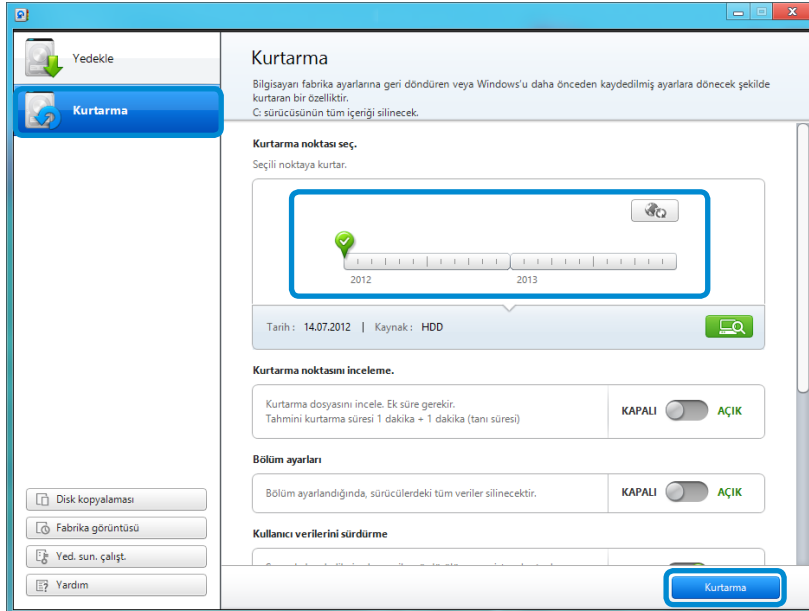 Yedekle
Kurtarma
Disk kopyalaması
Fabrika görüntüsü
Yed. sun. çalışt.
Yardım
Kurtarma
Bilgisayarı fabrika ayarlarına geri döndüren veya Windows'u daha önceden kaydedilmiş ayarlara dönecek şekilde
kurtaran bir özelliktir.
C: sürücüsünün tüm içeriği silinecek.
Kurtarma noktası seç.
Seçili noktaya kurtar.
2012 2013
Tarih : 14.07.2012 | Kaynak : HDD
Kurtarma noktasını inceleme.
Kurtarma dosyasını incele. Ek süre gerekir.
Tahmini kurtarma süresi 1 dakika + 1 dakika (tanı süresi)
KAPALI AÇIK
Bölüm ayarları
Bölüm ayarlandığında, sürücülerdeki tüm veriler silinecektir.
KAPALI AÇIK
Kullanıcı verilerini sürdürme
Kurtarma